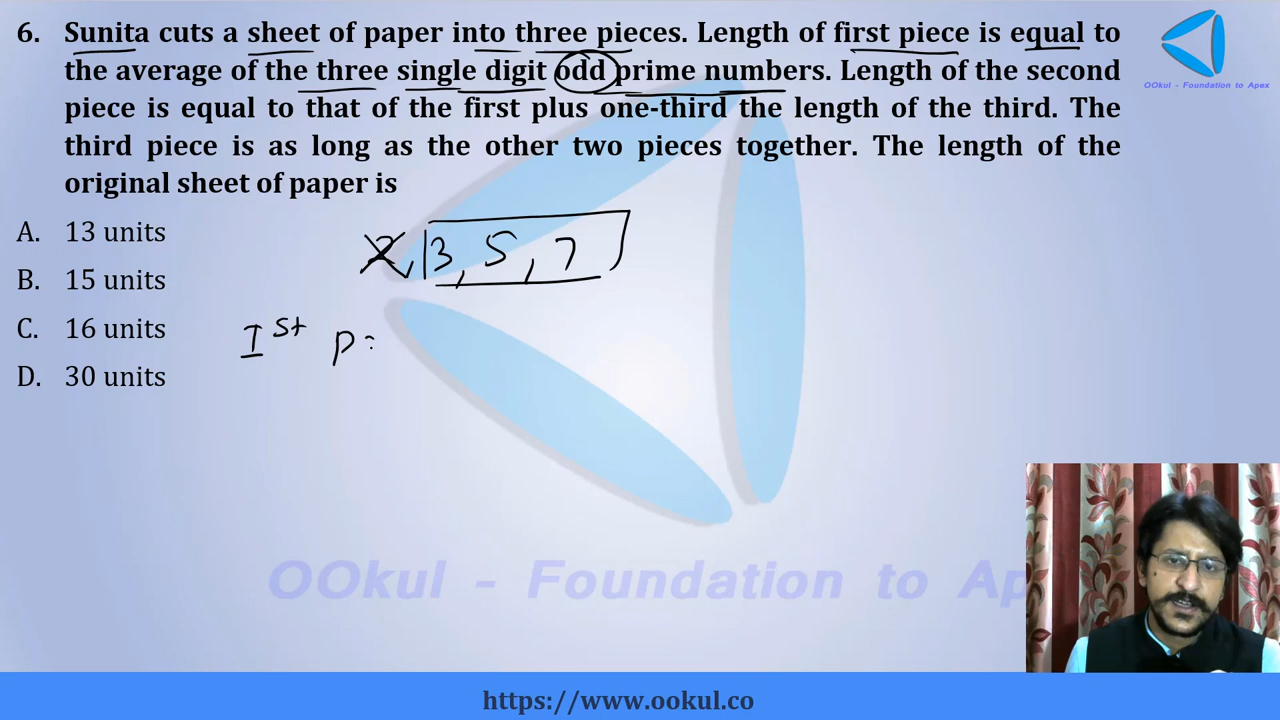 6. Sunita cuts a sheet of paper into three pieces. Length of first piece is equal to
the average of the three single digit odd prime numbers. Length of the second
piece is equal to that of the first plus one-third the length of the third. The
third piece is as long as the other two pieces together. The length of the
original sheet of paper is
A. 13 units
B. 15 units
C. 16 units
D. 30 units
2, 3, 5, 7
Ist p =
OOkul - Foundation to Apex
OOkul - Foundation to Ap
https://www.ookul.co